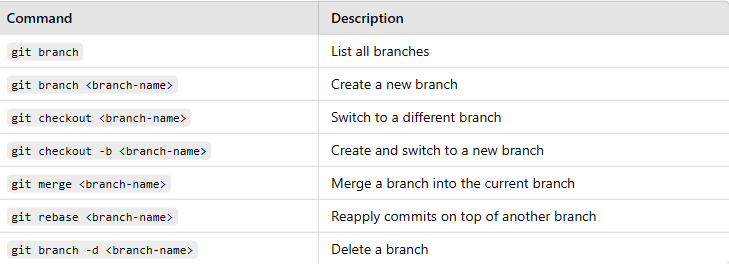 Command Description
git branch List all branches
git branch <branch-name> Create a new branch
git checkout <branch-name> Switch to a different branch
git checkout -b <branch-name> Create and switch to a new branch
git merge <branch-name> Merge a branch into the current branch
git rebase <branch-name> Reapply commits on top of another branch
git branch -d <branch-name> Delete a branch